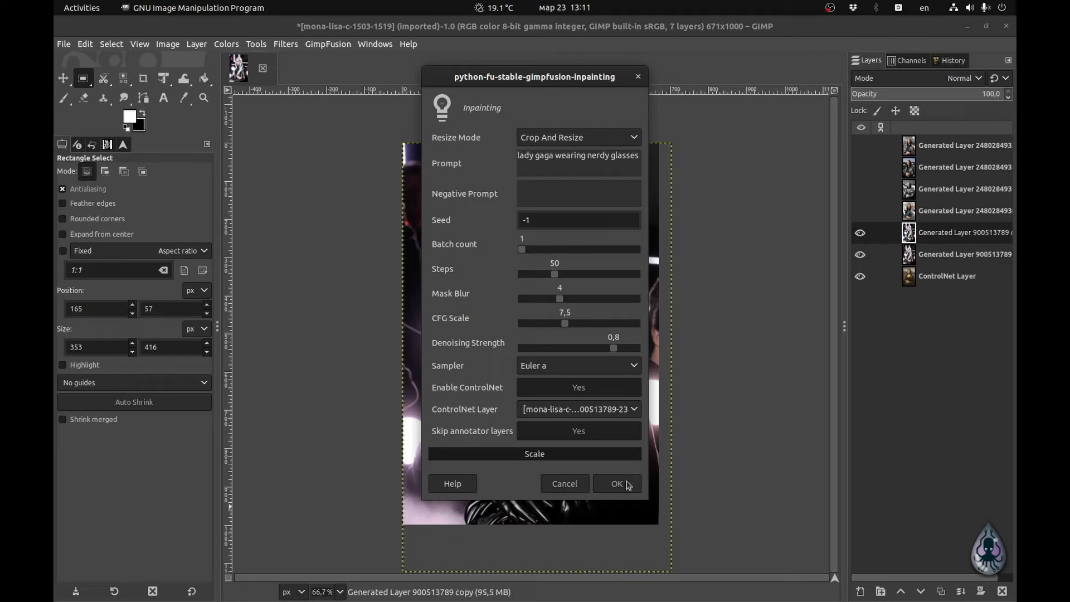 Activities
GNU Image Manipulation Program
19.1 °C
mar 23 13:11
en
*[mona-lisa-c-1503-1519] (imported)-1.0 (RGB color 8-bit gamma integer, GIMP built-in sRGB, 7 layers) 671x1000 – GIMP
File Edit Select View Image Layer Colors Tools Filters GimpFusion Windows Help
Rectangle Select
Mode:
Antialiasing
Feather edges
Rounded corners
Expand from center
Fixed Aspect ratio
1:1
Position: px
165 57
Size: px
353 416
Highlight
No guides
Auto Shrink
Shrink merged
python-fu-stable-gimpfusion-inpainting
Inpainting
Resize Mode Crop And Resize
Prompt lady gaga wearing nerdy glasses
Negative Prompt
Seed -1
Batch count 1
Steps 50
Mask Blur 4
CFG Scale 7,5
Denoising Strength 0,8
Sampler Euler a
Enable ControlNet Yes
ControlNet Layer [mona-lisa-c-…00513789-23
Skip annotator layers Yes
Scale
Help Cancel OK
Layers Channels History
Mode Normal
Opacity 100,0
Lock:
Generated Layer 248028493
Generated Layer 248028493
Generated Layer 248028493
Generated Layer 248028493
Generated Layer 900513789 c
Generated Layer 900513789
ControlNet Layer
px 66,7 % Generated Layer 900513789 copy (95,5 MB)